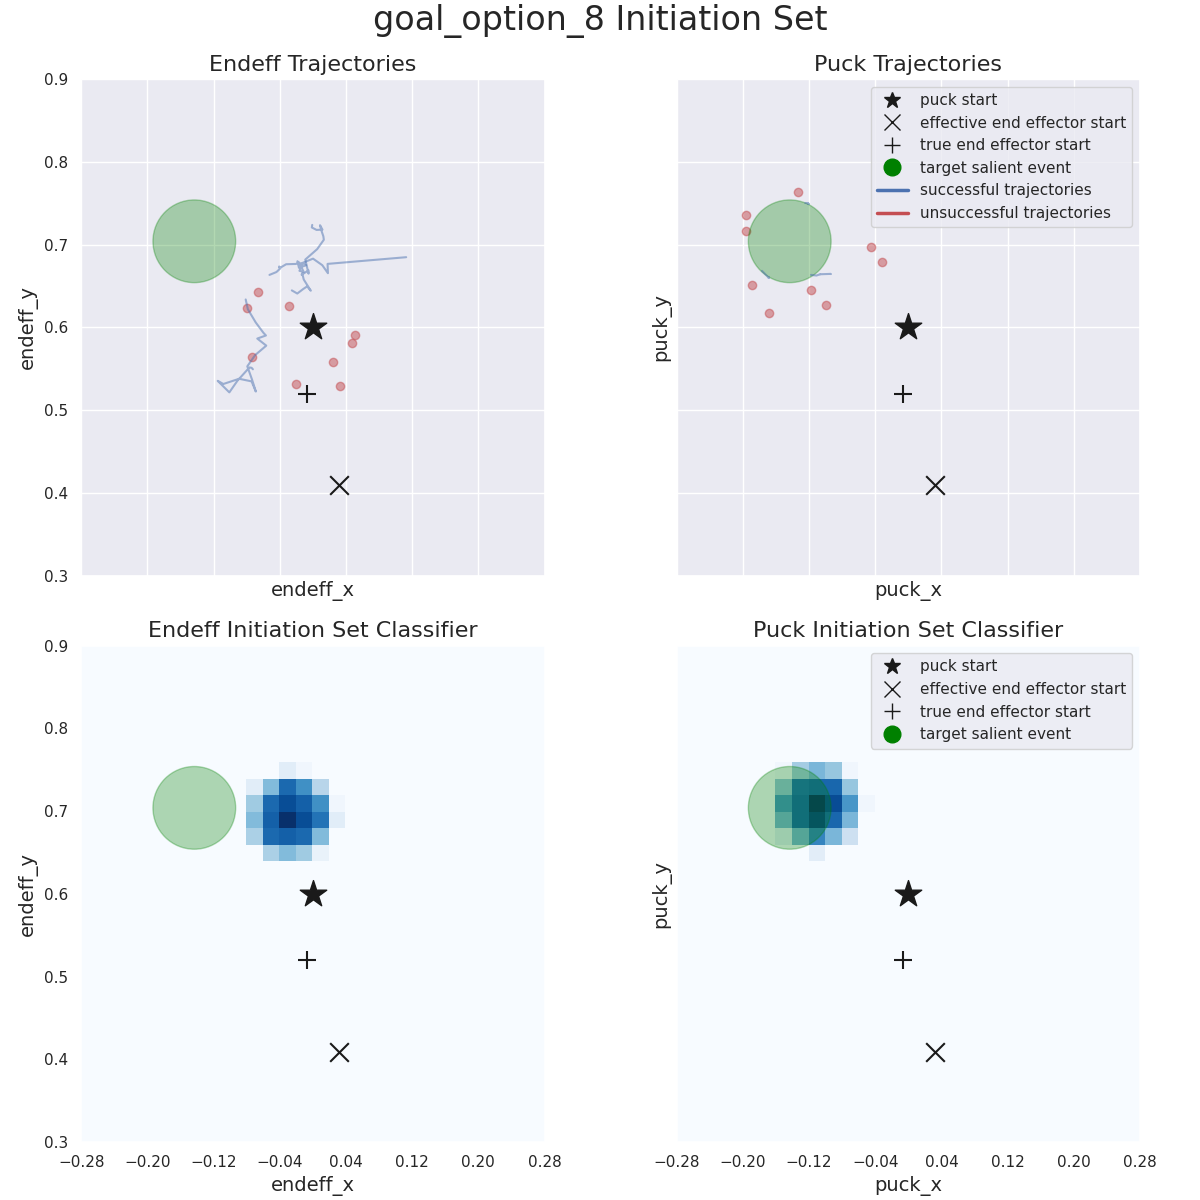 goal_option_8 Initiation Set
Endeff Trajectories
0.9
0.8
0.7
0.6
0.5
0.4
0.3
endeff_y
endeff_x
Puck Trajectories
puck start
effective end effector start
true end effector start
target salient event
successful trajectories
unsuccessful trajectories
puck_y
puck_x
Endeff Initiation Set Classifier
0.9
0.8
0.7
0.6
0.5
0.4
0.3
endeff_y
−0.28 −0.20 −0.12 −0.04 0.04 0.12 0.20 0.28
endeff_x
Puck Initiation Set Classifier
puck start
effective end effector start
true end effector start
target salient event
puck_y
−0.28 −0.20 −0.12 −0.04 0.04 0.12 0.20 0.28
puck_x